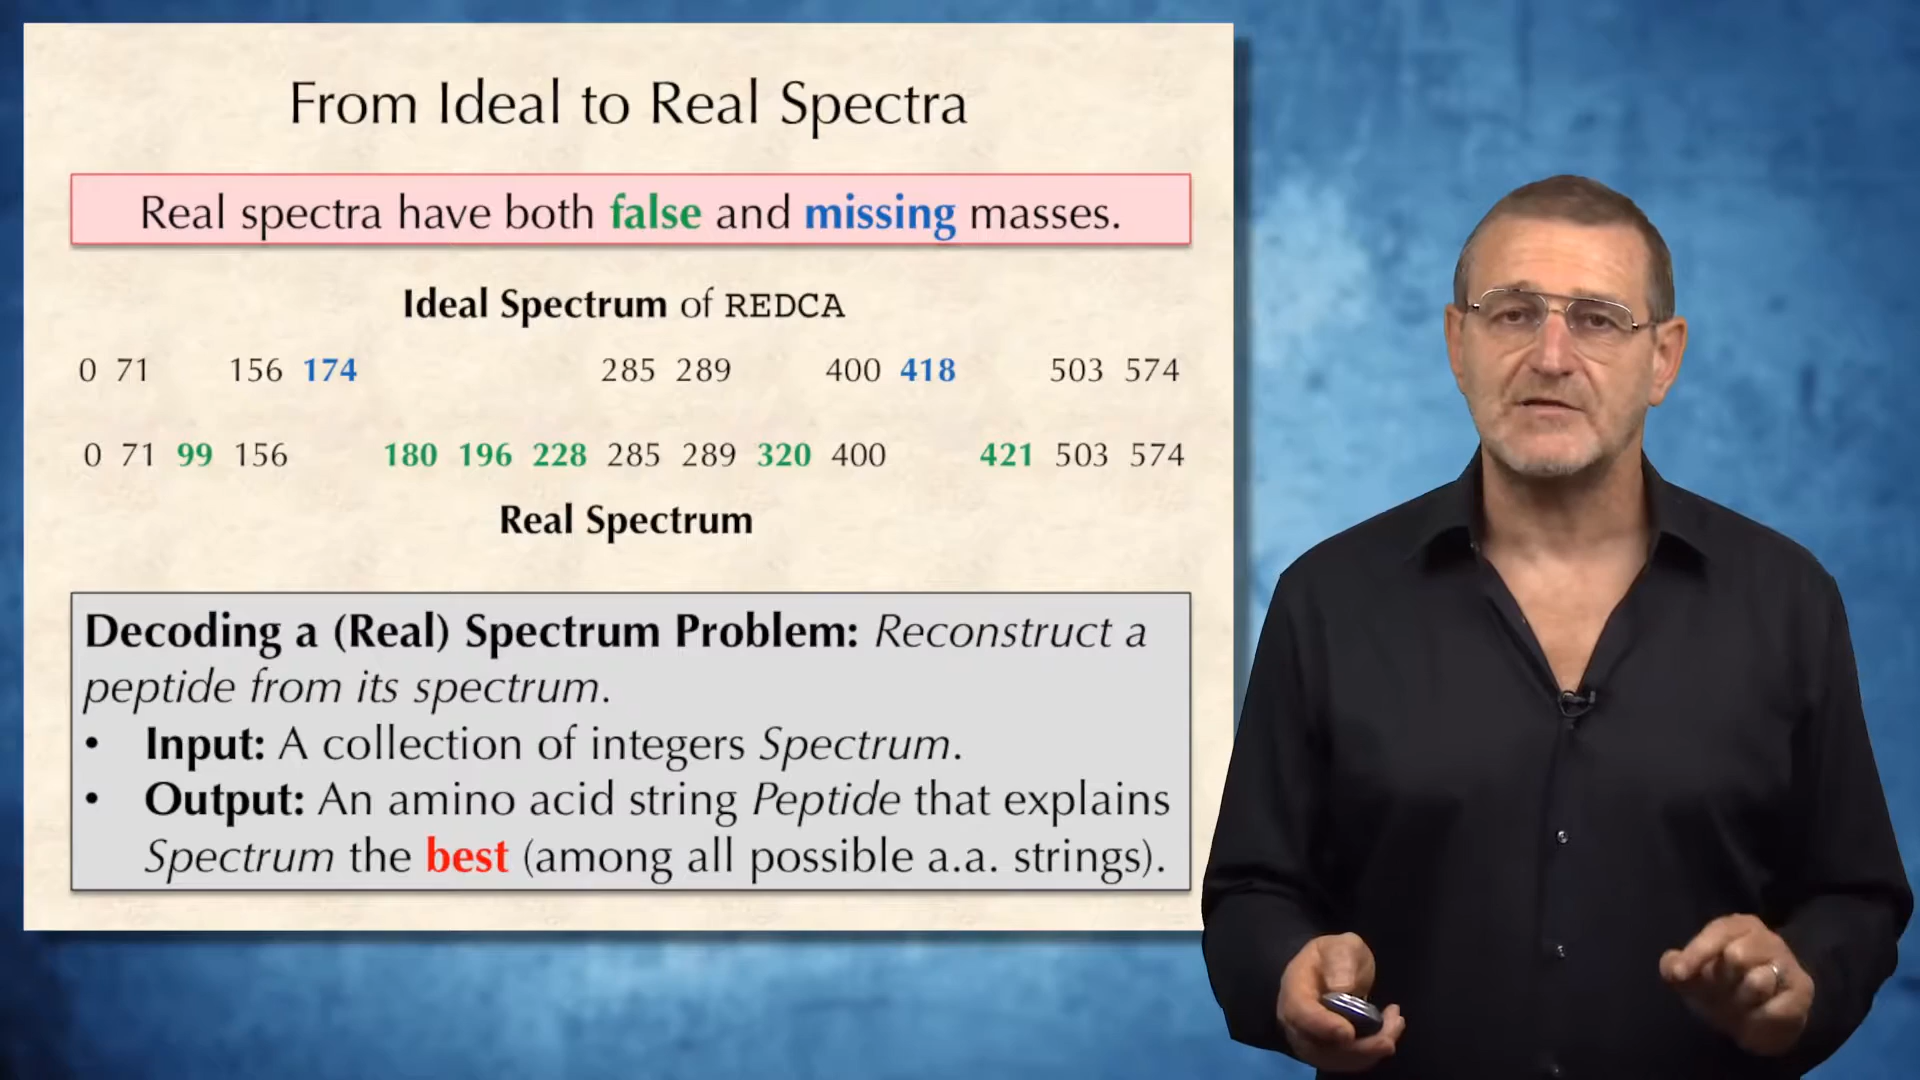 From Ideal to Real Spectra
Real spectra have both false and missing masses.
Ideal Spectrum of REDCA
0 71 156 174 285 289 400 418 503 574
0 71 99 156 180 196 228 285 289 320 400 421 503 574
Real Spectrum
Decoding a (Real) Spectrum Problem: Reconstruct a
peptide from its spectrum.
• Input: A collection of integers Spectrum.
• Output: An amino acid string Peptide that explains
Spectrum the best (among all possible a.a. strings).